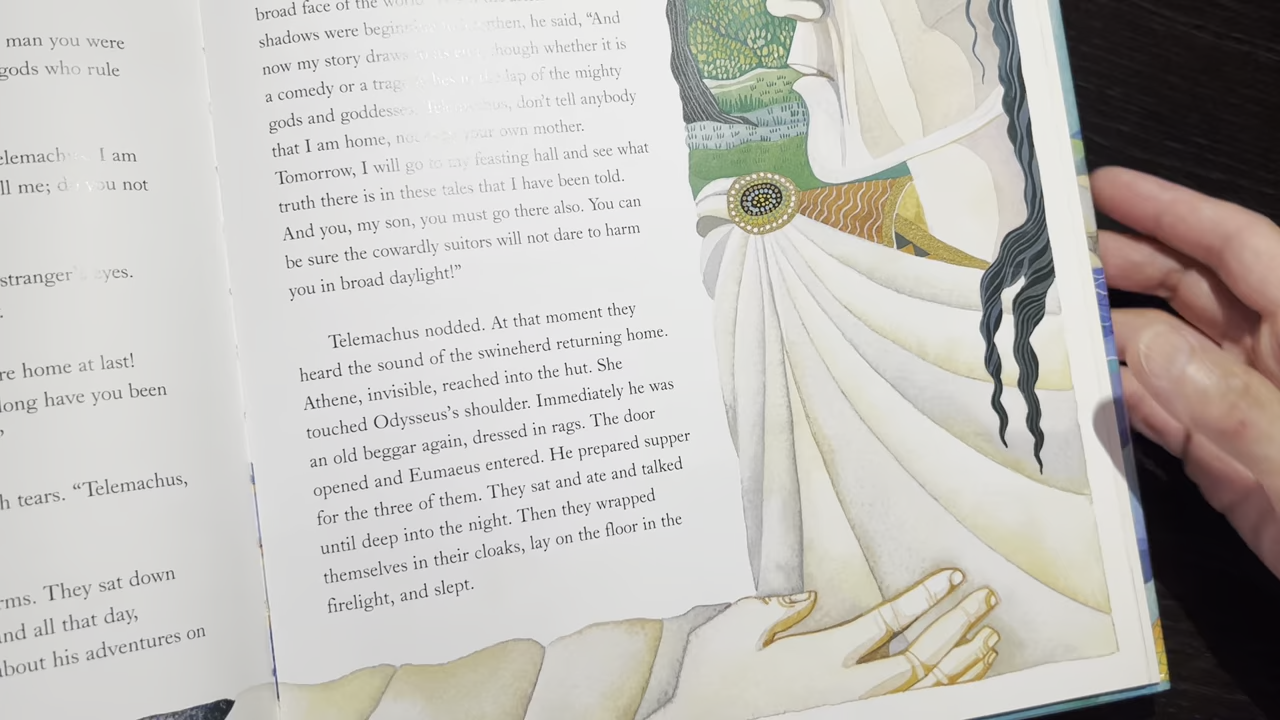 man you were
gods who rule
I am
ll me; do you not
stranger's eyes.
re home at last!
long have you been
h tears. "Telemachus,
rms. They sat down
and all that day,
about his adventures on
broad face of the
shadows were he said, "And
now my story draws though whether it is
a comedy or a lap of the mighty
gods and goddesses. don't tell anybody
that I am home, your own mother.
Tomorrow, I will go to my feasting hall and see what
truth there is in these tales that I have been told.
And you, my son, you must go there also. You can
be sure the cowardly suitors will not dare to harm
you in broad daylight!"
Telemachus nodded. At that moment they
heard the sound of the swineherd returning home.
Athene, invisible, reached into the hut. She
touched Odysseus's shoulder. Immediately he was
an old beggar again, dressed in rags. The door
opened and Eumaeus entered. He prepared supper
for the three of them. They sat and ate and talked
until deep into the night. Then they wrapped
themselves in their cloaks, lay on the floor in the
firelight, and slept.